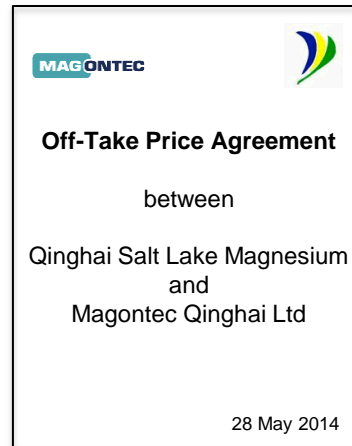 MAGONTEC
Off-Take Price Agreement
between
Qinghai Salt Lake Magnesium
and
Magontec Qinghai Ltd
28 May 2014